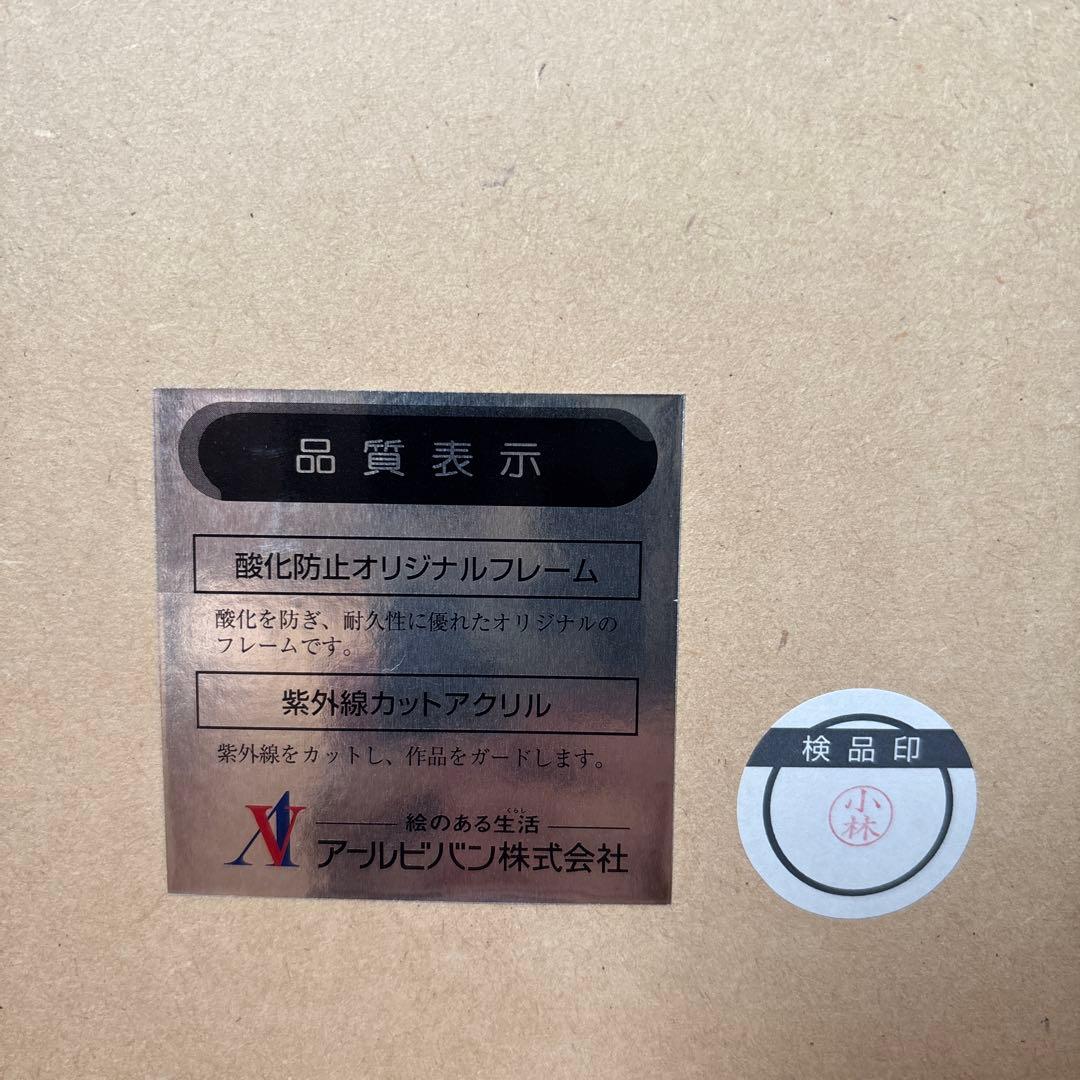 品質表示
酸化防止オリジナルフレーム
酸化を防ぎ、耐久性に優れたオリジナルの
フレームです。
紫外線カットアクリル
紫外線をカットし、作品をガードします。
くらし
絵のある生活
アールビバン株式会社
検品印
小林